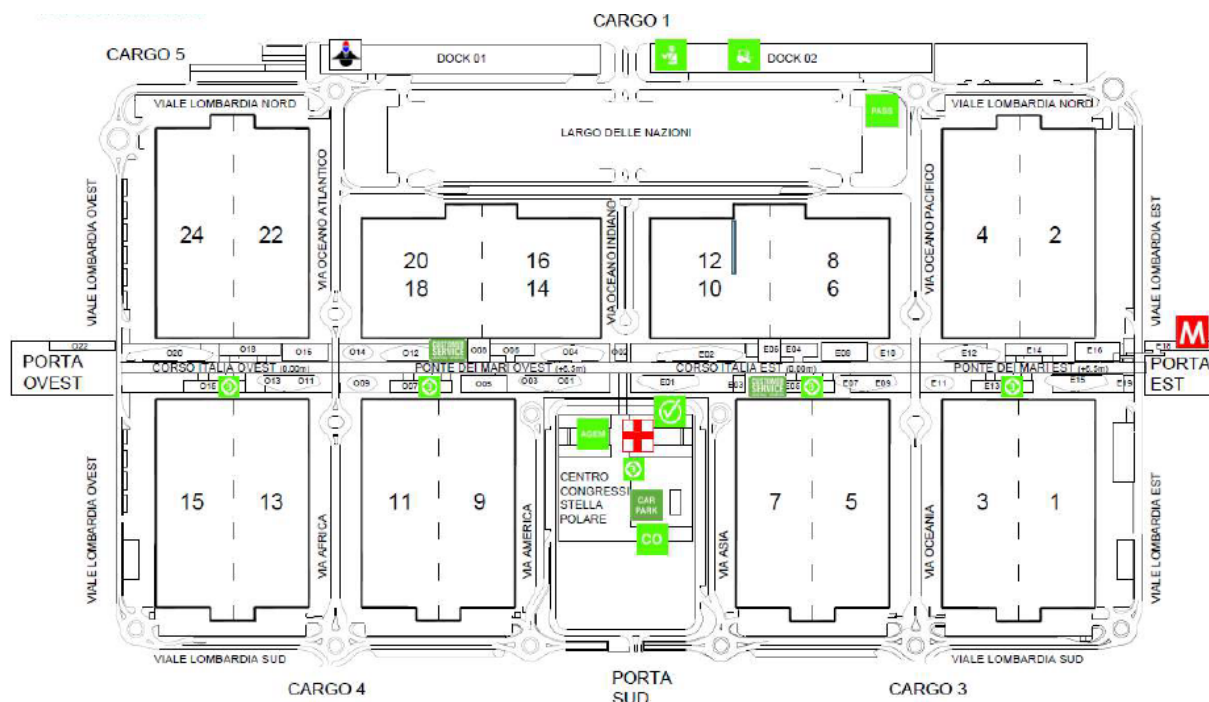 CARGO 1
CARGO 5
DOCK 01
DOCK 02
VIALE LOMBARDIA NORD
VIALE LOMBARDIA NORD
PASS
LARGO DELLE NAZIONI
VIALE LOMBARDIA OVEST
VIA OCEANO ATLANTICO
VIA OCEANO INDIANO
VIA OCEANO PACIFICO
VIALE LOMBARDIA EST
24 22
20 16
18 14
12 8
10 6
4 2
M
O22
PORTA
OVEST
O20 O18 O16 O14 O12
CUSTOMER
SERVICE
O04 O02 E02 E06 E04 E08 E10 E12 E14 E16
CORSO ITALIA OVEST (0.00m)
PONTE DEI MARI OVEST (+6.5m)
CORSO ITALIA EST (0.00m)
PONTE DEI MARI EST (+6.5m)
PORTA
EST
O13 O11 O09 O07 O05 O03 O01 E01 E03
CUSTOMER
SERVICE
E07 E09 E11 E13 E15 E19
AGEM
CENTRO
CONGRESSI
STELLA
POLARE
CAR
PARK
CO
15 13
11 9
7 5
3 1
VIALE LOMBARDIA OVEST
VIA AFRICA
VIA AMERICA
VIA ASIA
VIA OCEANIA
VIALE LOMBARDIA EST
VIALE LOMBARDIA SUD
VIALE LOMBARDIA SUD
CARGO 4
PORTA
SUD
CARGO 3